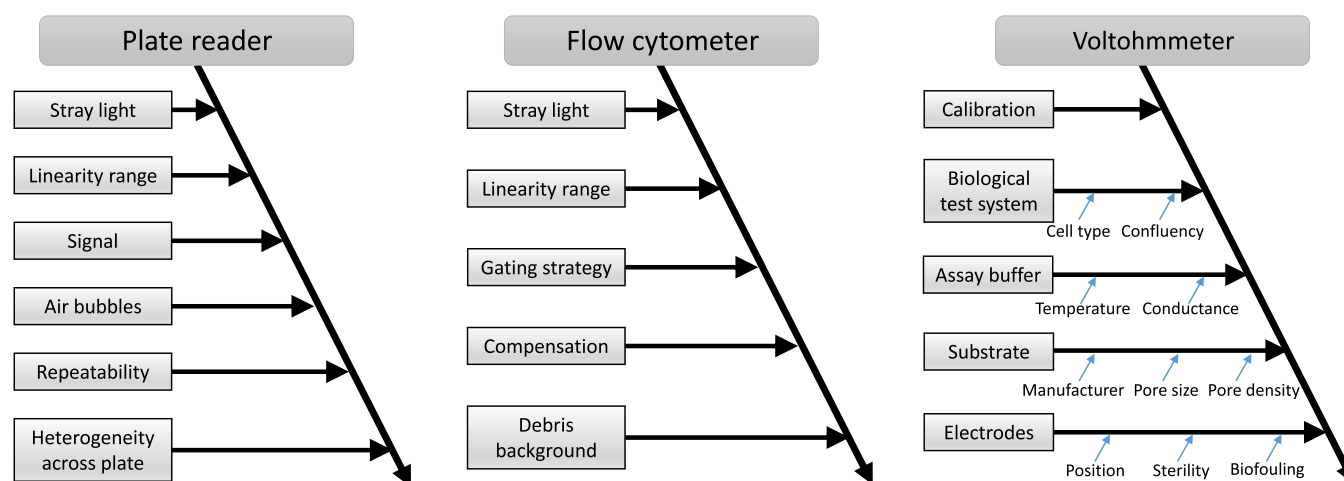 Plate reader
Stray light
Linearity range
Signal
Air bubbles
Repeatability
Heterogeneity
across plate
Flow cytometer
Stray light
Linearity range
Gating strategy
Compensation
Debris
background
Voltohmmeter
Calibration
Biological
test system
Cell type
Confluency
Assay buffer
Temperature
Conductance
Substrate
Manufacturer
Pore size
Pore density
Electrodes
Position
Sterility
Biofouling